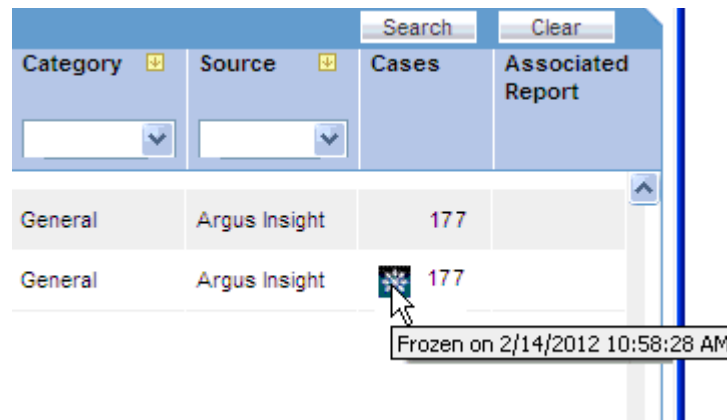 Search Clear
Category Source Cases Associated
Report
General Argus Insight 177
General Argus Insight 177
Frozen on 2/14/2012 10:58:28 AM